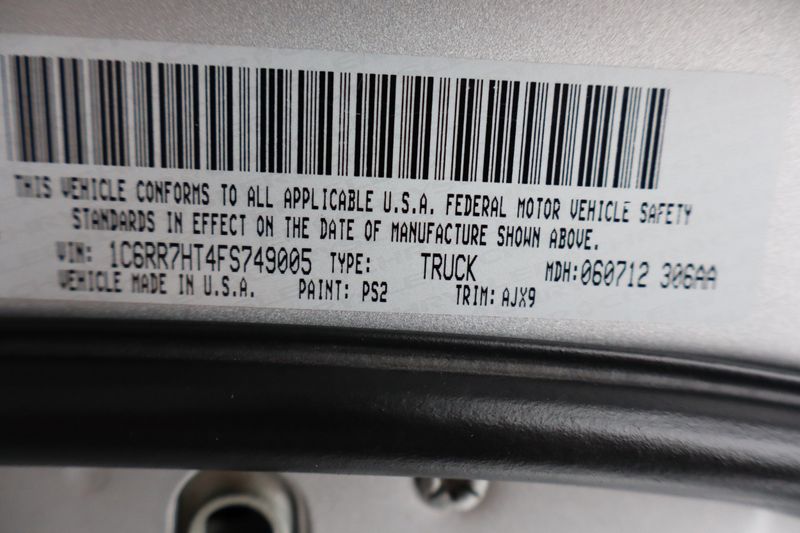 THIS VEHICLE CONFORMS TO ALL APPLICABLE U.S.A. FEDERAL MOTOR VEHICLE SAFETY
STANDARDS IN EFFECT ON THE DATE OF MANUFACTURE SHOWN ABOVE.
VIN: 1C6RR7HT4FS749005 TYPE: TRUCK MDH:060712 306AA
VEHICLE MADE IN U.S.A. PAINT: PS2 TRIM: AJX9